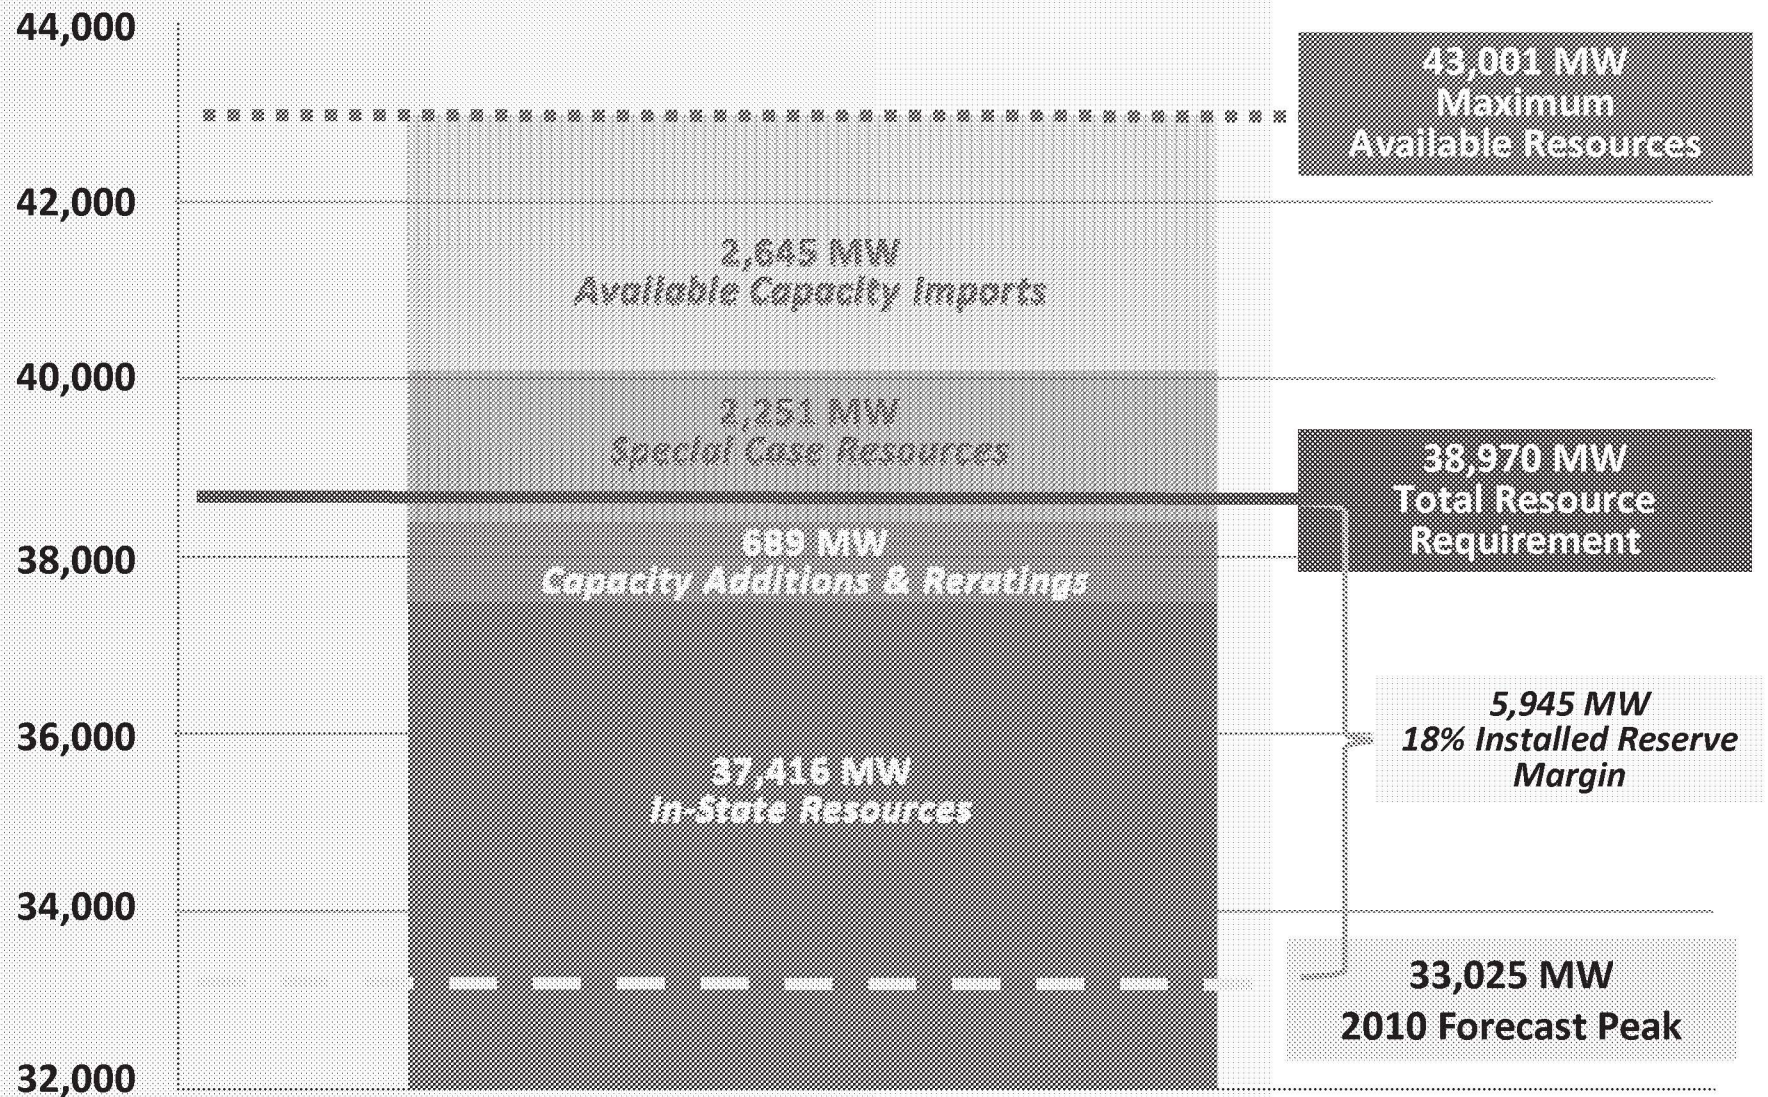 44,000
43,001 MW
Maximum
Available Resources
42,000
2,645 MW
Available Capacity Imports
40,000
2,251 MW
Special Case Resources
38,970 MW
Total Resource
Requirement
689 MW
Capacity Additions & Reratings
38,000
5,945 MW
18% Installed Reserve
Margin
36,000
37,416 MW
In-State Resources
34,000
33,025 MW
2010 Forecast Peak
32,000